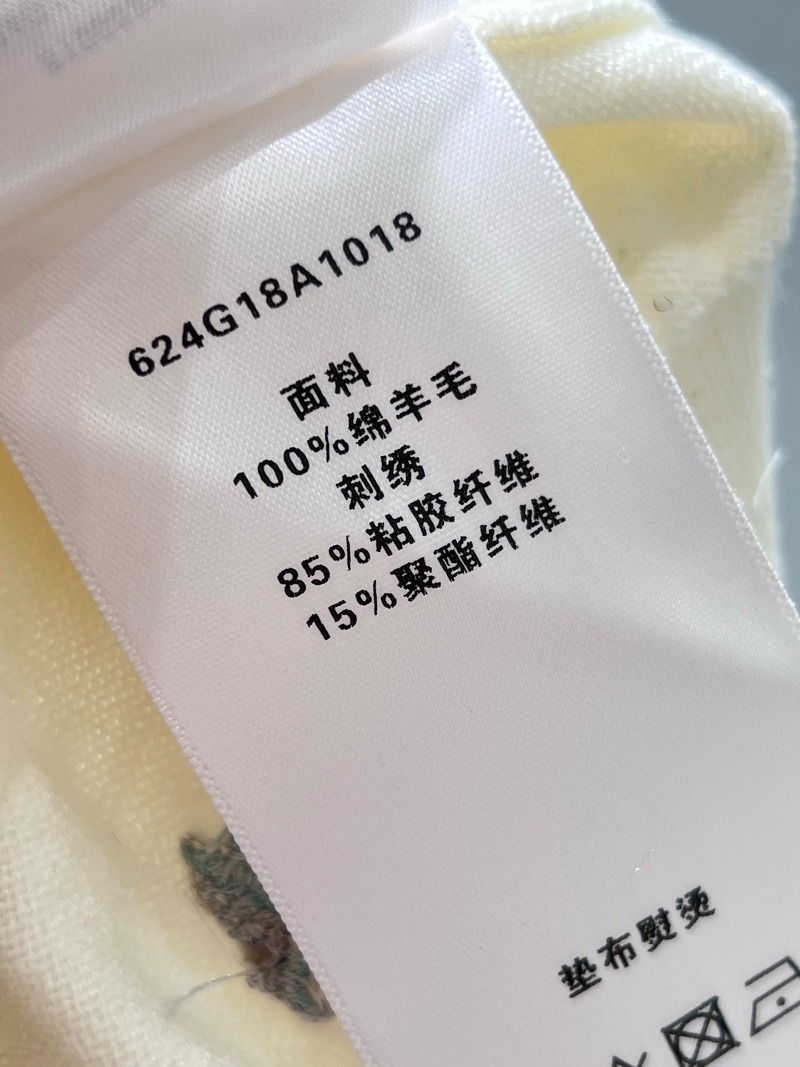 624G18A1018
面料
100%绵羊毛
刺绣
85%粘胶纤维
15%聚酯纤维
垫布熨烫